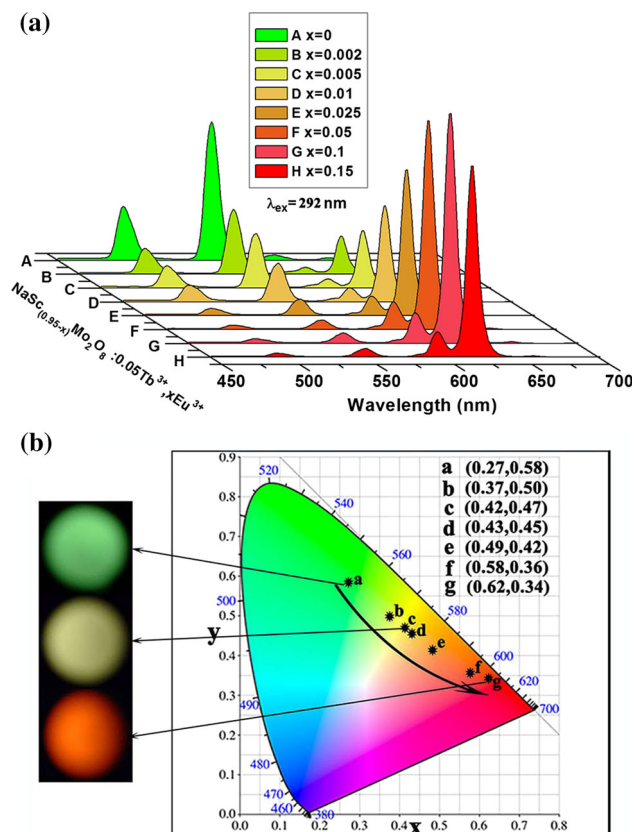 (a)
A x=0
B x=0.002
C x=0.005
D x=0.01
E x=0.025
F x=0.05
G x=0.1
H x=0.15
λex=292 nm
A
B
C
D
E
F
G
H
NaSc(0.95-x)Mo2O8:0.05Tb3+,xEu3+
450 500 550 600 650 700
Wavelength (nm)
(b)
a (0.27,0.58)
b (0.37,0.50)
c (0.42,0.47)
d (0.43,0.45)
e (0.49,0.42)
f (0.58,0.36)
g (0.62,0.34)
0.9
0.8
0.7
0.6
0.5
0.4
0.3
0.2
0.1
0.0
y
520
540
560
580
600
620
700
500
490
480
470
460
380
a
b
c
d
e
f
g
0.0 0.1 0.2 0.3 0.4 0.5 0.6 0.7 0.8
x